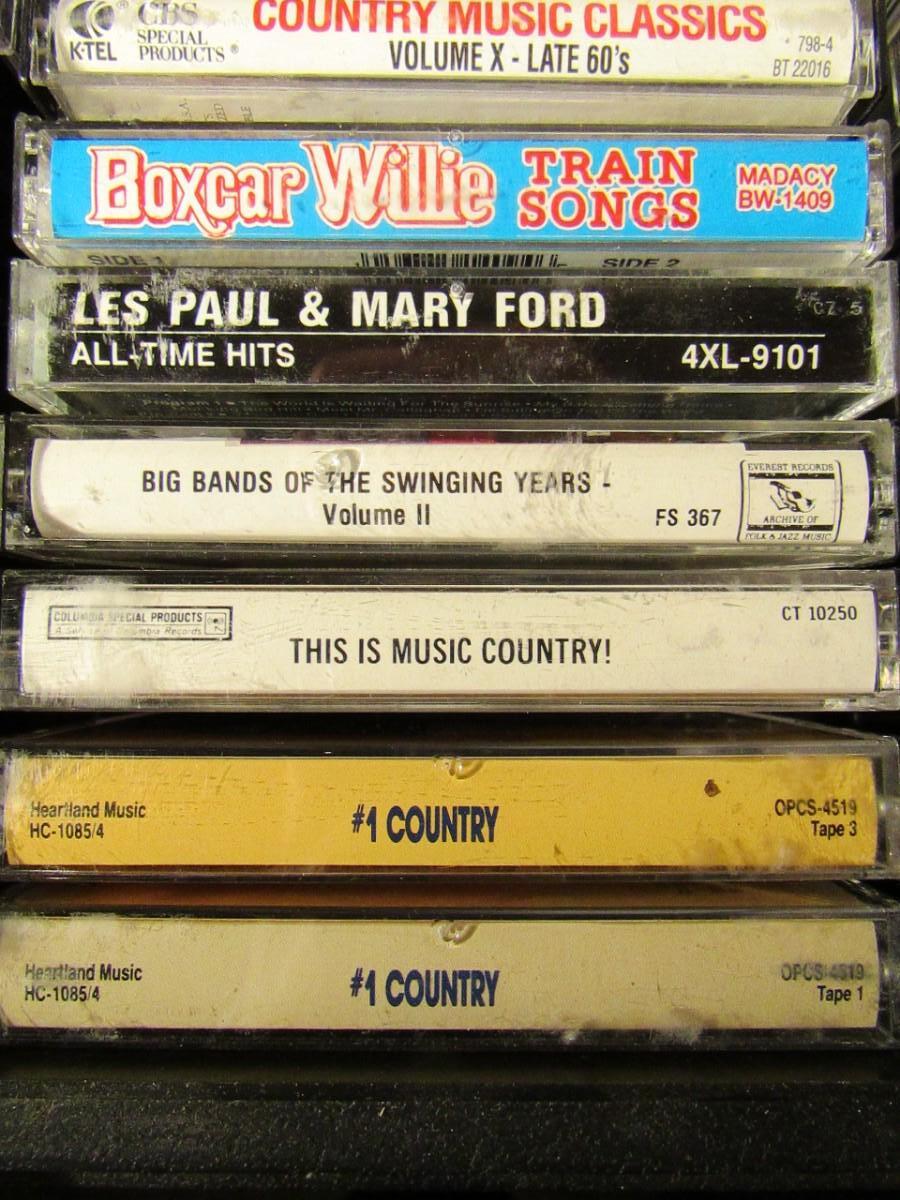 COUNTRY MUSIC CLASSICS
VOLUME X - LATE 60's
K-TEL
CBS
SPECIAL
PRODUCTS®
798-4
BT 22016
Boxcar Willie
TRAIN
SONGS
MADACY
BW-1409
SIDE 1
SIDE 2
LES PAUL & MARY FORD
ALL-TIME HITS
4XL-9101
BIG BANDS OF THE SWINGING YEARS -
Volume II
FS 367
EVEREST RECORDS
ARCHIVE OF
FOLK & JAZZ MUSIC
COLUMBIA SPECIAL PRODUCTS
A Service of Columbia Records
CT 10250
THIS IS MUSIC COUNTRY!
Heartland Music
HC-1085/4
#1 COUNTRY
OPCS-4519
Tape 3
Heartland Music
HC-1085/4
#1 COUNTRY
OPCS-4519
Tape 1